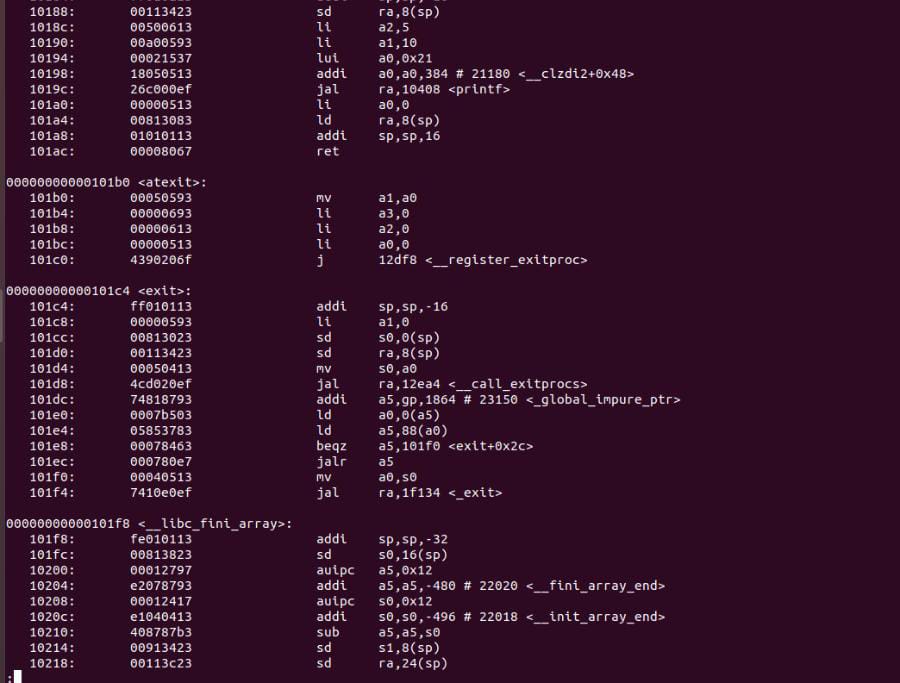 10188: 00113423 sd ra,8(sp)
1018c: 00500613 li a2,5
10190: 00a00593 li a1,10
10194: 00021537 lui a0,0x21
10198: 18050513 addi a0,a0,384 # 21180 <__clzdi2+0x48>
1019c: 26c000ef jal ra,10408 <printf>
101a0: 00000513 li a0,0
101a4: 00813083 ld ra,8(sp)
101a8: 01010113 addi sp,sp,16
101ac: 00008067 ret
00000000000101b0 <atexit>:
101b0: 00050593 mv a1,a0
101b4: 00000693 li a3,0
101b8: 00000613 li a2,0
101bc: 00000513 li a0,0
101c0: 4390206f j 12df8 <__register_exitproc>
00000000000101c4 <exit>:
101c4: ff010113 addi sp,sp,-16
101c8: 00000593 li a1,0
101cc: 00813023 sd s0,0(sp)
101d0: 00113423 sd ra,8(sp)
101d4: 00050413 mv s0,a0
101d8: 4cd020ef jal ra,12ea4 <__call_exitprocs>
101dc: 74818793 addi a5,gp,1864 # 23150 <_global_impure_ptr>
101e0: 0007b503 ld a0,0(a5)
101e4: 05853783 ld a5,88(a0)
101e8: 00078463 beqz a5,101f0 <exit+0x2c>
101ec: 000780e7 jalr a5
101f0: 00040513 mv a0,s0
101f4: 7410e0ef jal ra,1f134 <_exit>
00000000000101f8 <__libc_fini_array>:
101f8: fe010113 addi sp,sp,-32
101fc: 00813823 sd s0,16(sp)
10200: 00012797 auipc a5,0x12
10204: e2078793 addi a5,a5,-480 # 22020 <__fini_array_end>
10208: 00012417 auipc s0,0x12
1020c: e1040413 addi s0,s0,-496 # 22018 <__init_array_end>
10210: 408787b3 sub a5,a5,s0
10214: 00913423 sd s1,8(sp)
10218: 00113c23 sd ra,24(sp)
: